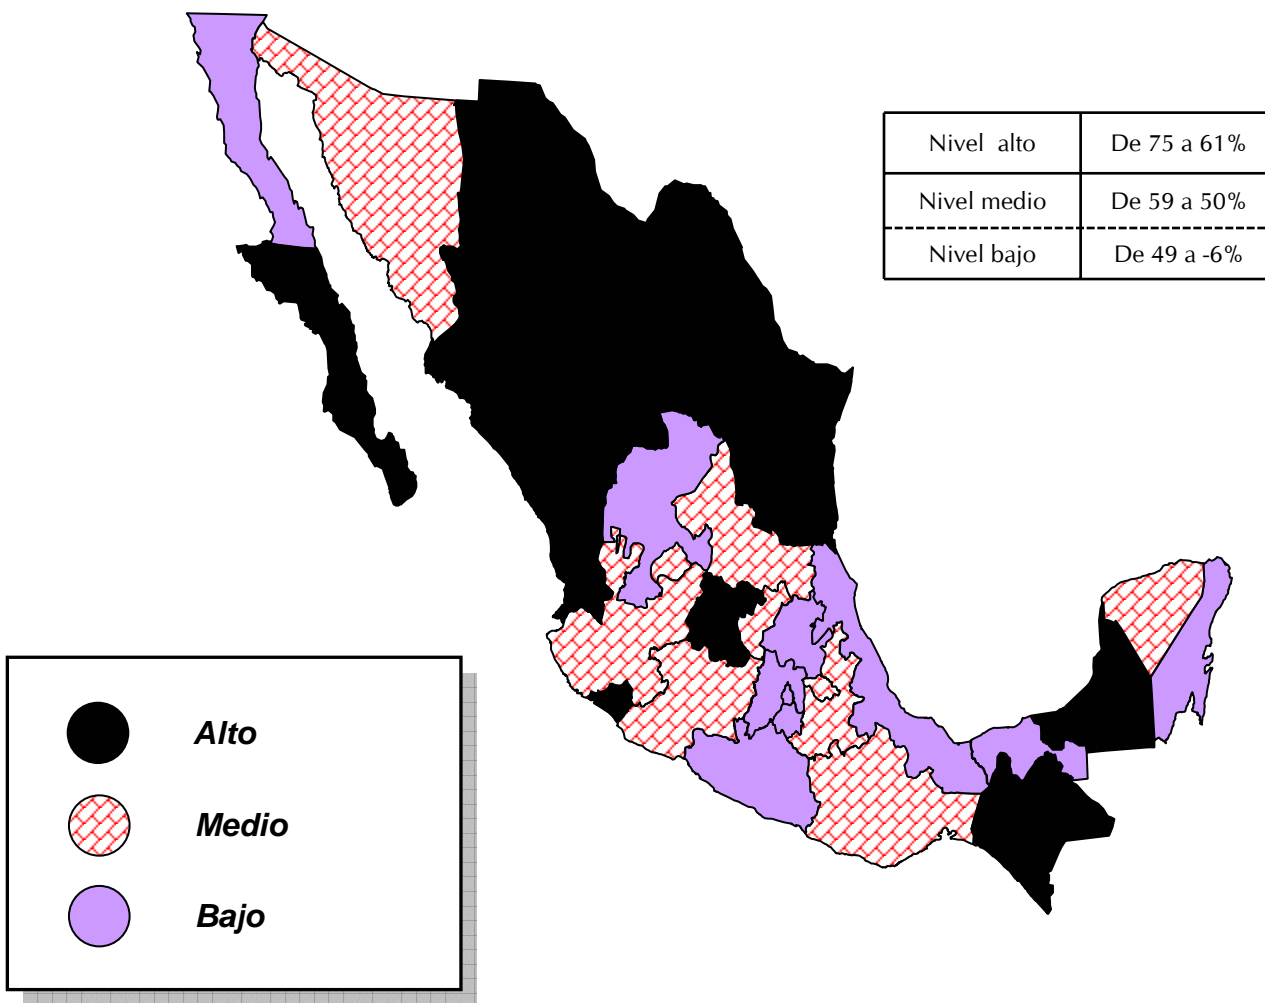 Nivel alto De 75 a 61%
Nivel medio De 59 a 50%
Nivel bajo De 49 a -6%
Alto
Medio
Bajo